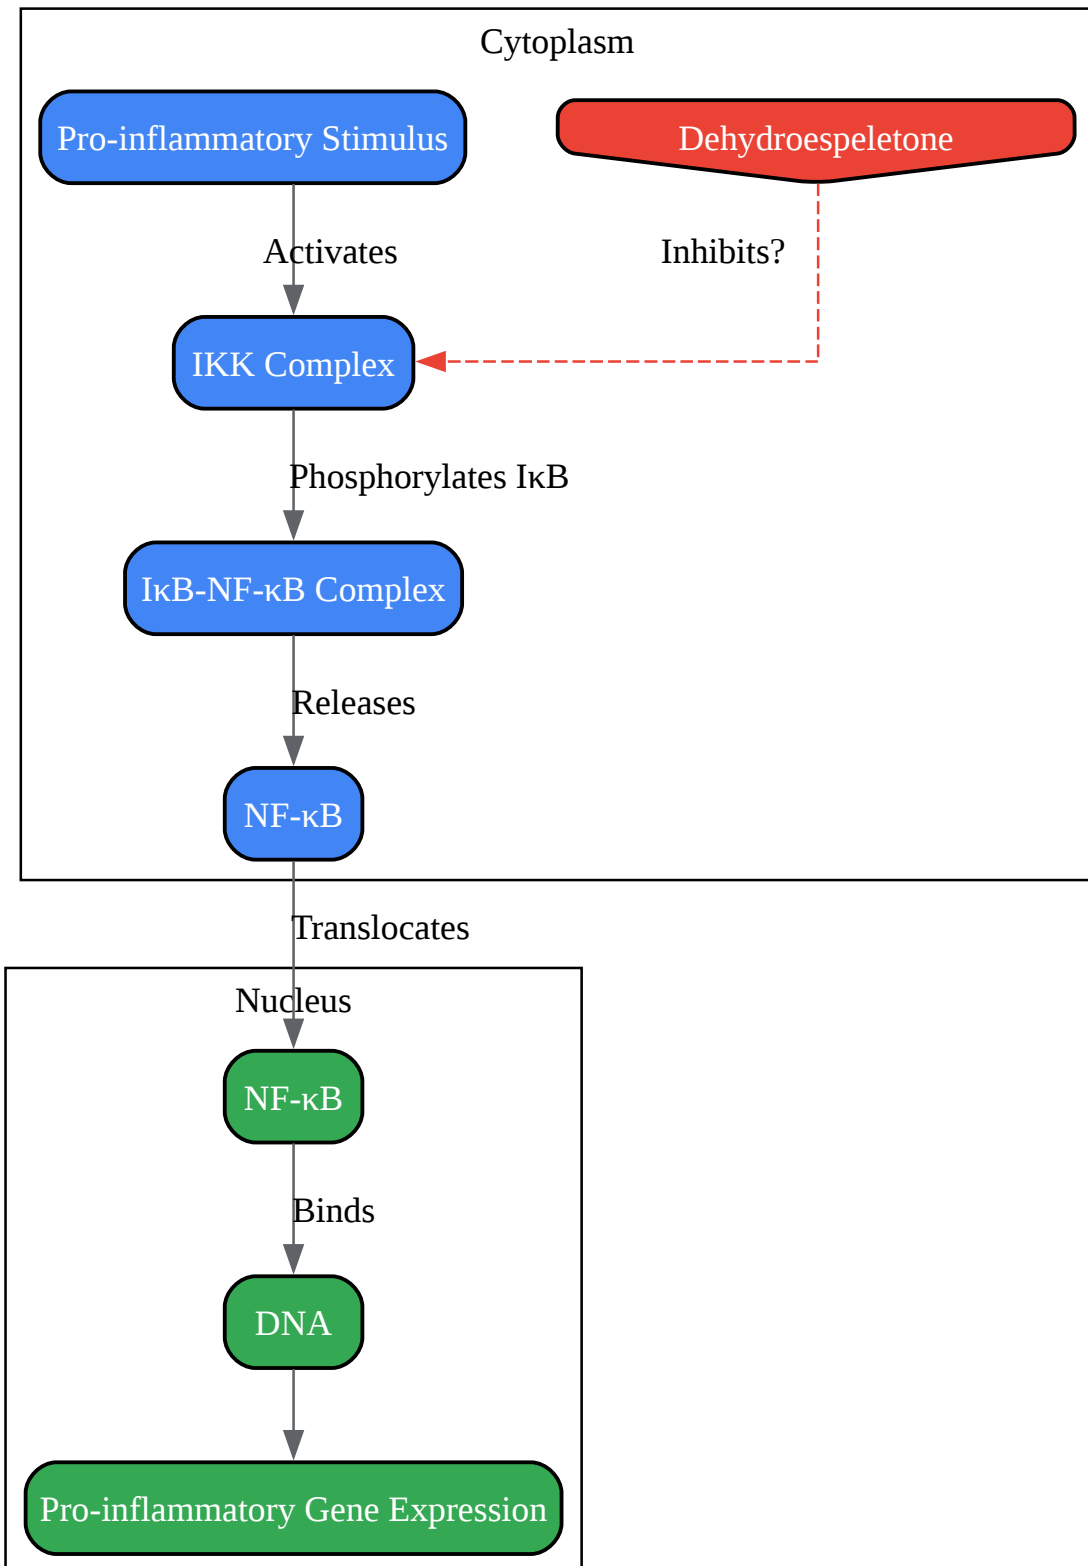 Cytoplasm
Pro-inflammatory Stimulus
Dehydroespeletone
Activates
Inhibits?
IKK Complex
Phosphorylates IκB
IκB-NF-κB Complex
Releases
NF-κB
Translocates
Nucleus
NF-κB
Binds
DNA
Pro-inflammatory Gene Expression